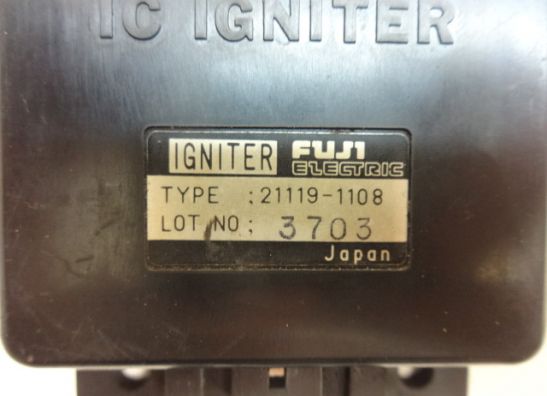 IC IGNITER
IGNITER FUJI ELECTRIC
TYPE : 21119-1108
LOT NO : 3703
Japan